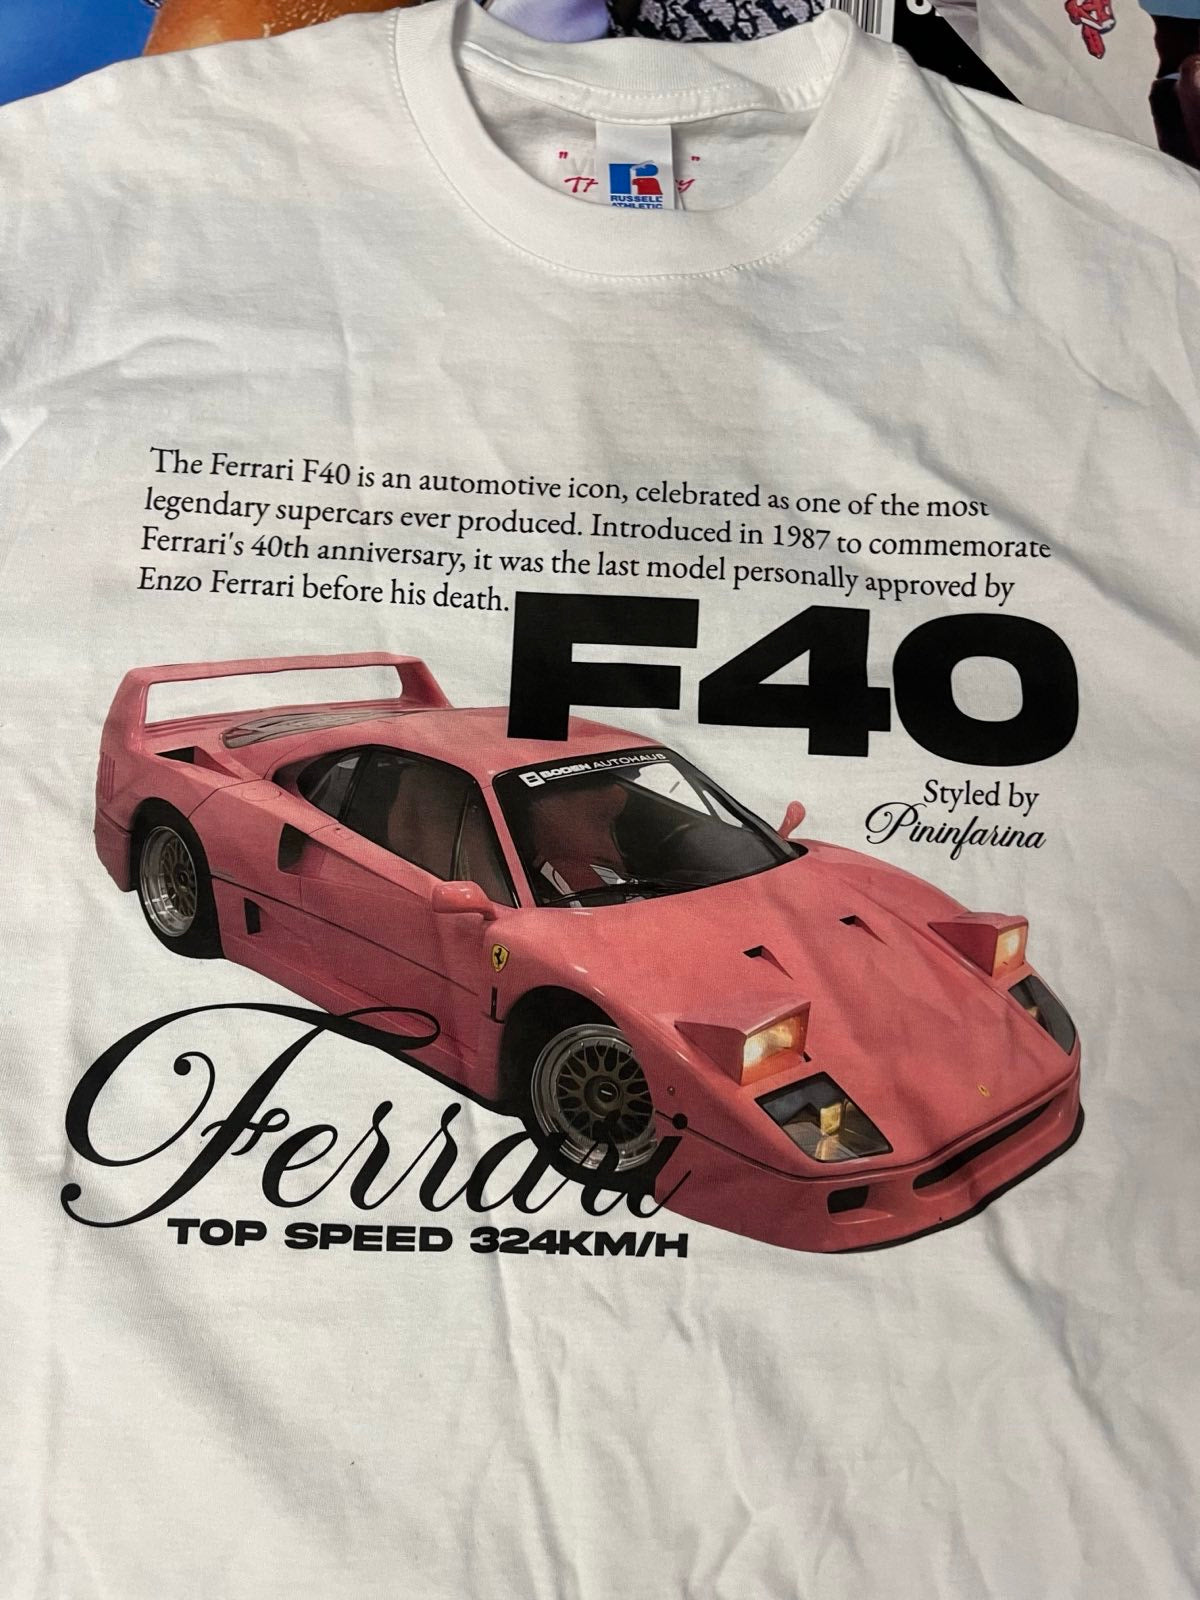 RUSSELL
ATHLETIC
The Ferrari F40 is an automotive icon, celebrated as one of the most
legendary supercars ever produced. Introduced in 1987 to commemorate
Ferrari's 40th anniversary, it was the last model personally approved by
Enzo Ferrari before his death.
F40
BODEN AUTOHAUS
Styled by
Pininfarina
Ferrari
TOP SPEED 324KM/H